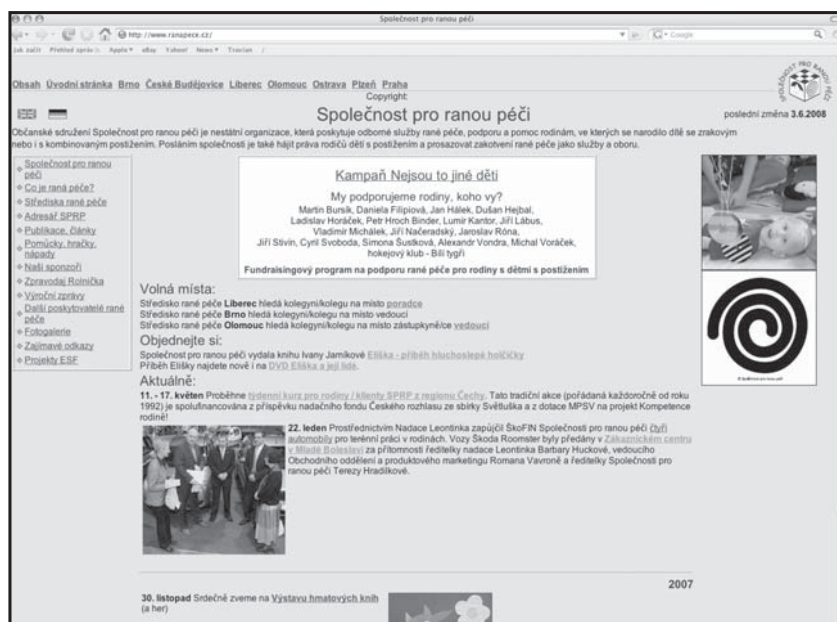 Společnost pro ranou péči
http://www.ranapece.cz/
Google
Jak začít Přehled zpráv Apple eBay Yahoo! News
Obsah Úvodní stránka Brno České Budějovice Liberec Olomouc Ostrava Plzeň Praha
Copyright:
SPOLEČNOST PRO RANOU PÉČI
Společnost pro ranou péči
poslední změna 3.6.2008
Občanské sdružení Společnost pro ranou péči je nestátní organizace, která poskytuje odborné služby rané péče, podporu a pomoc rodinám, ve kterých se narodilo dítě se zrakovým
nebo i s kombinovaným postižením. Posláním společnosti je také hájit práva rodičů dětí s postižením a prosazovat zakotvení rané péče jako služby a oboru.
Společnost pro ranou
péči
Co je raná péče?
Střediska rané péče
Adresář SPRP
Publikace, články
Pomůcky, hračky,
nápady
Naši sponzoři
Zpravodaj Rolnička
Výroční zprávy
Další poskytovatelé rané
péče
Fotogalerie
Zajímavé odkazy
Projekty ESF
Kampaň Nejsou to jiné děti
My podporujeme rodiny, koho vy?
Martin Bursík, Daniela Filipiová, Jan Hálek, Dušan Hejbal,
Ladislav Horáček, Petr Hroch Binder, Lumír Kantor, Jiří Lábus,
Vladimír Michálek, Jiří Načeradský, Jaroslav Róna,
Jiří Stivín, Cyril Svoboda, Simona Šustková, Alexandr Vondra, Michal Voráček,
hokejový klub - Bílí tygři
Fundraisingový program na podporu rané péče pro rodiny s dětmi s postižením
Volná místa:
Středisko rané péče Liberec hledá kolegyni/kolegu na místo poradce
Středisko rané péče Brno hledá kolegyni/kolegu na místo vedoucí
Středisko rané péče Olomouc hledá kolegyni/kolegu na místo zástupkyně/ce vedoucí
Objednejte si:
Společnost pro ranou péči vydala knihu Ivany Jarníkové Eliška - příběh hluchoslepé holčičky
Příběh Elišky najdete nově i na DVD Eliška a její lidé.
Aktuálně:
11. - 17. květen Proběhne týdenní kurz pro rodiny / klienty SPRP z regionu Čechy. Tato tradiční akce (pořádaná každoročně od roku
1992) je spolufinancována z příspěvku nadačního fondu Českého rozhlasu ze sbírky Světluška a z dotace MPSV na projekt Kompetence
rodině!
22. leden Prostřednictvím Nadace Leontinka zapůjčil ŠkoFIN Společnosti pro ranou péči čtyři
automobily pro terénní práci v rodinách. Vozy Škoda Roomster byly předány v Zákaznickém centru
v Mladé Boleslavi za přítomnosti ředitelky nadace Leontinka Barbary Huckové, vedoucího
Obchodního oddělení a produktového marketingu Romana Vavroně a ředitelky Společnosti pro
ranou péči Terezy Hradilkové.
2007
30. listopad Srdečně zveme na Výstavu hmatových knih
(a her)